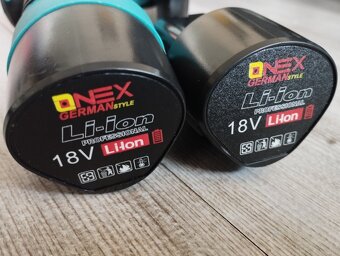 ONEX
GERMAN STYLE
Li-ion
PROFESSIONAL
18V Li-Ion
ONEX
GERMAN STYLE
Li-ion
PROFESSIONAL
18V Li-Ion